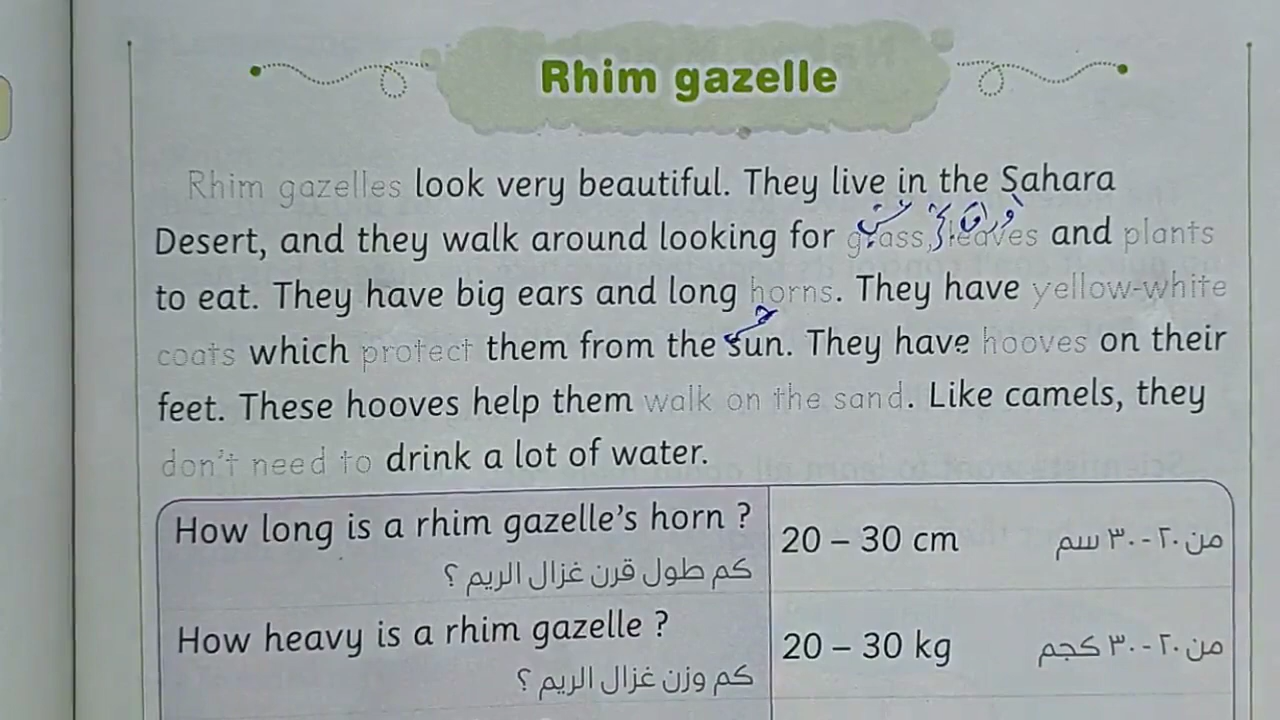 Rhim gazelle
Rhim gazelles look very beautiful. They live in the Sahara
Desert, and they walk around looking for grass, leaves and plants
to eat. They have big ears and long horns. They have yellow-white
coats which protect them from the sun. They have hooves on their
feet. These hooves help them walk on the sand. Like camels, they
don't need to drink a lot of water.
How long is a rhim gazelle's horn ?
كم طول قرن غزال الريم ؟
20 – 30 cm من ٢٠ - ٣٠ سم
How heavy is a rhim gazelle ?
كم وزن غزال الريم ؟
20 – 30 kg من ٢٠ - ٣٠ كجم